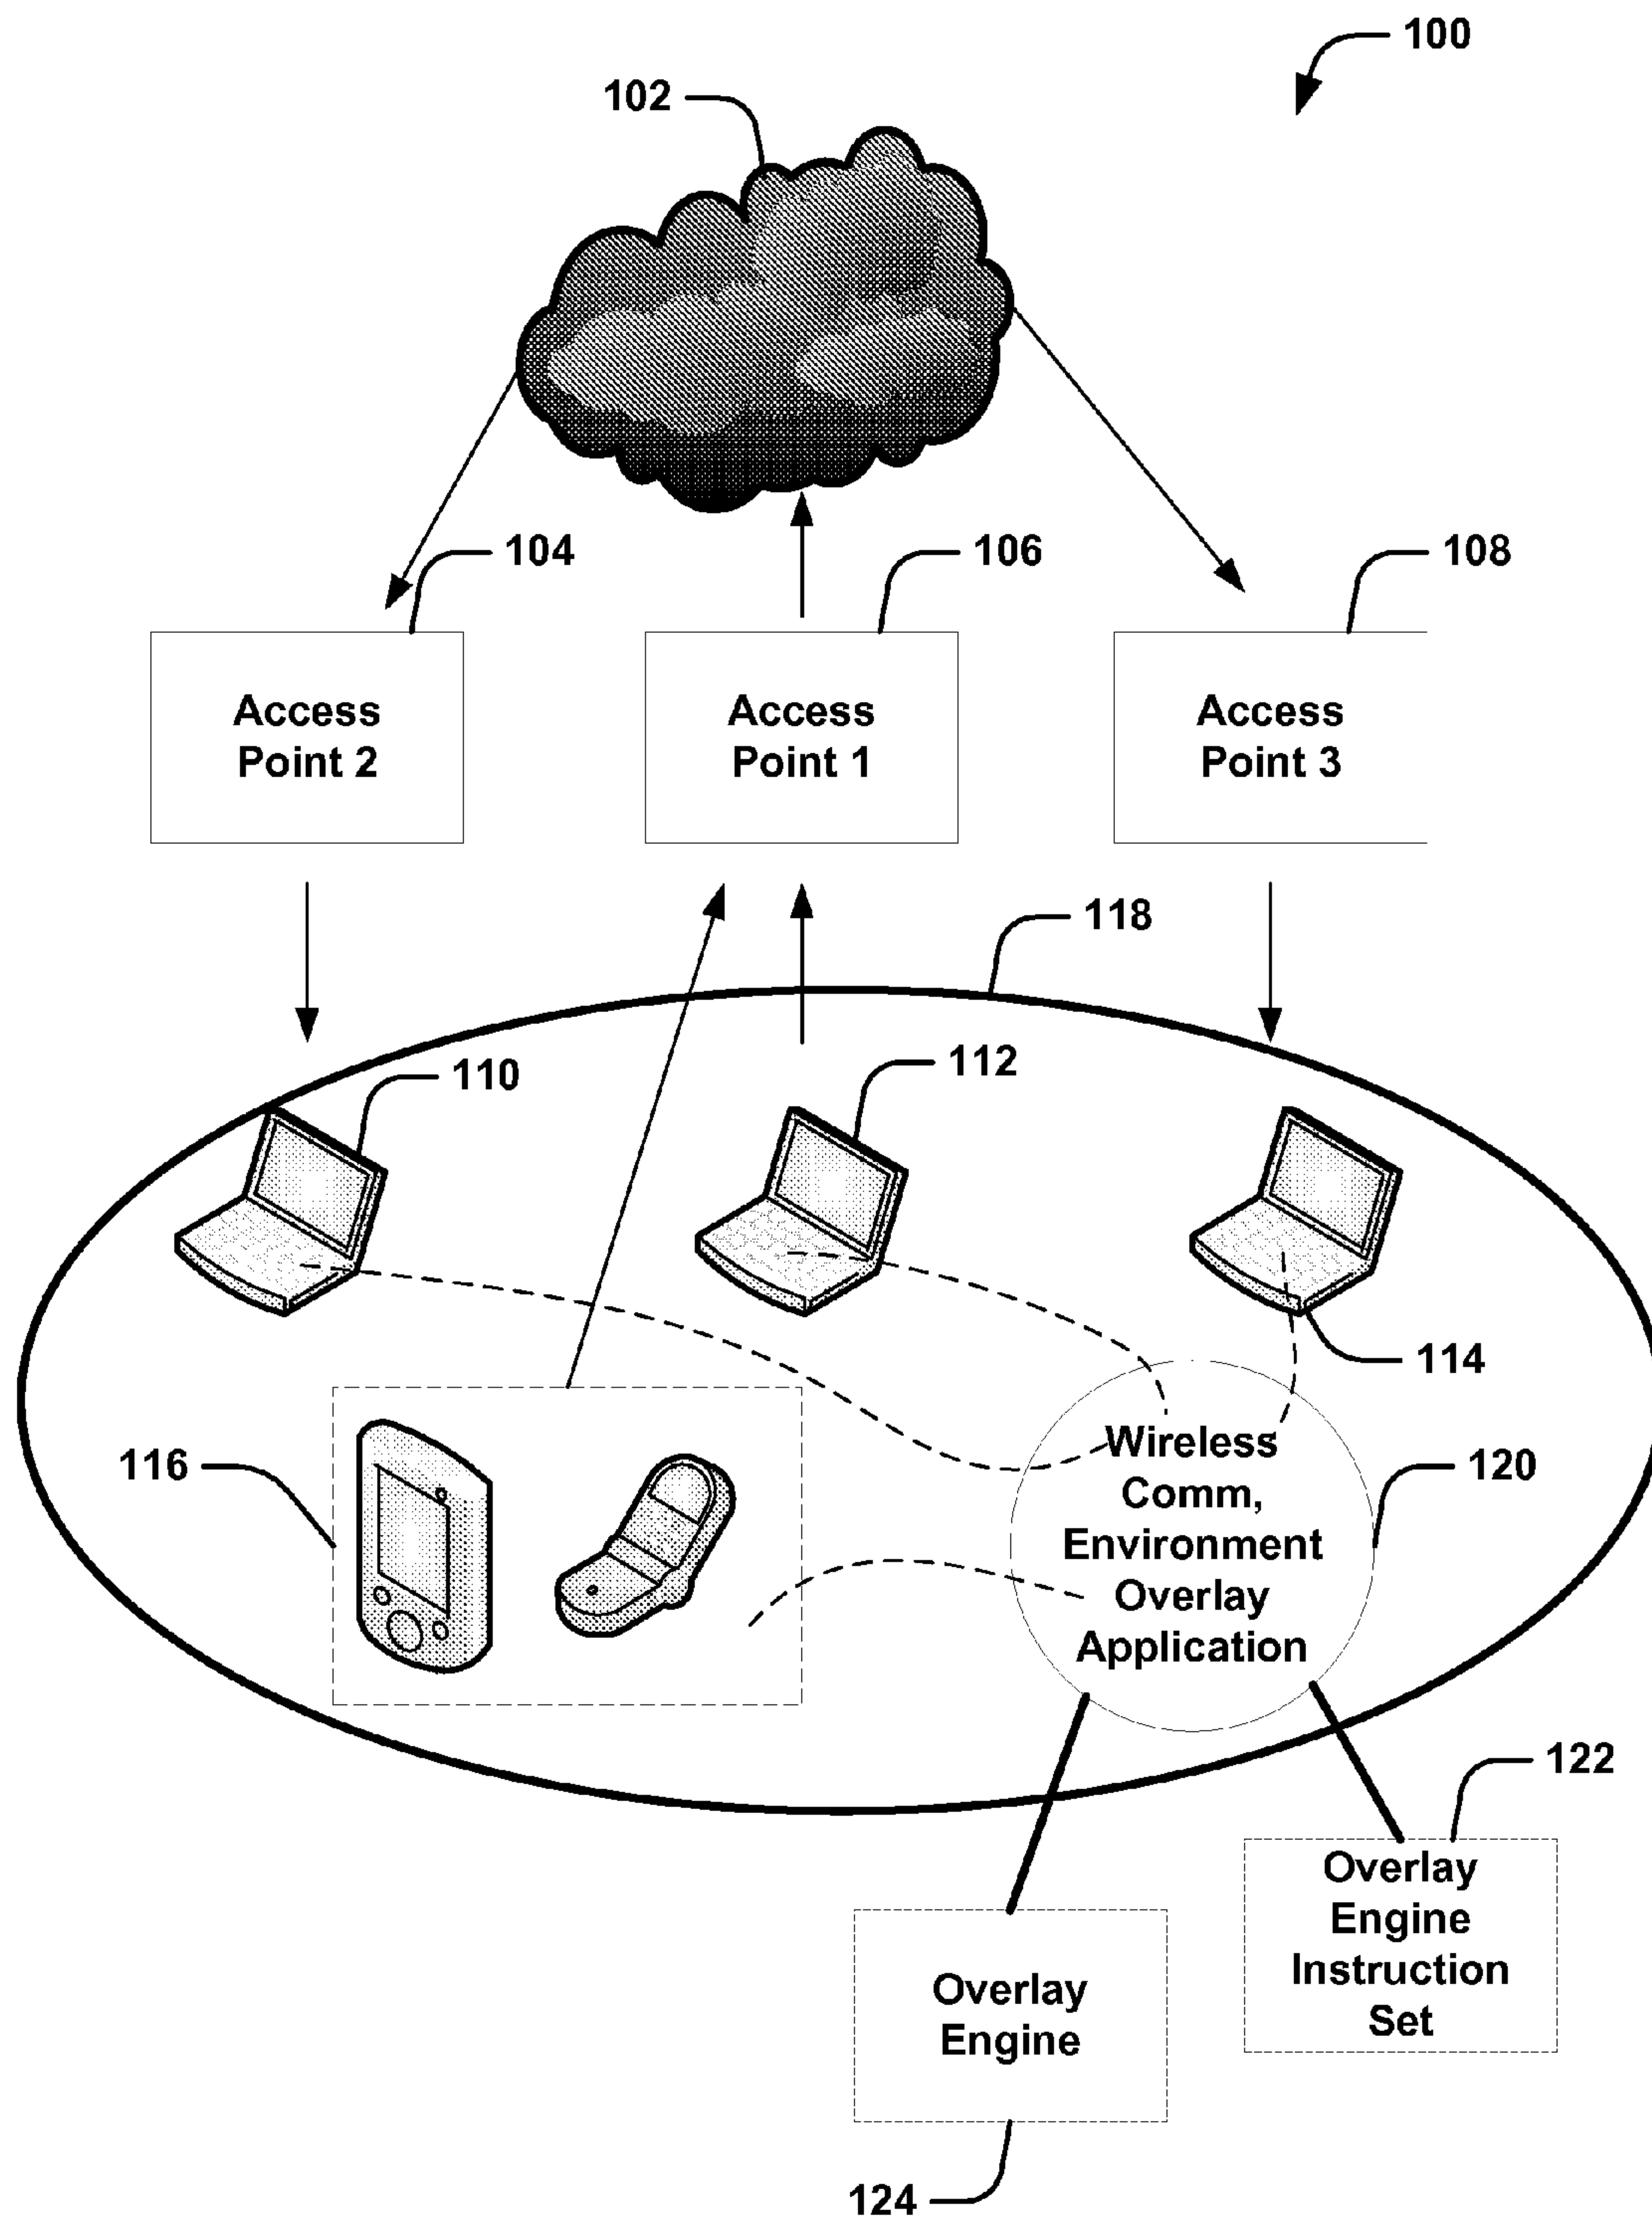 100
102
104
106
108
Access
Point 2
Access
Point 1
Access
Point 3
118
110
112
114
116
Wireless
Comm,
Environment
Overlay
Application
120
122
Overlay
Engine
Instruction
Set
Overlay
Engine
124